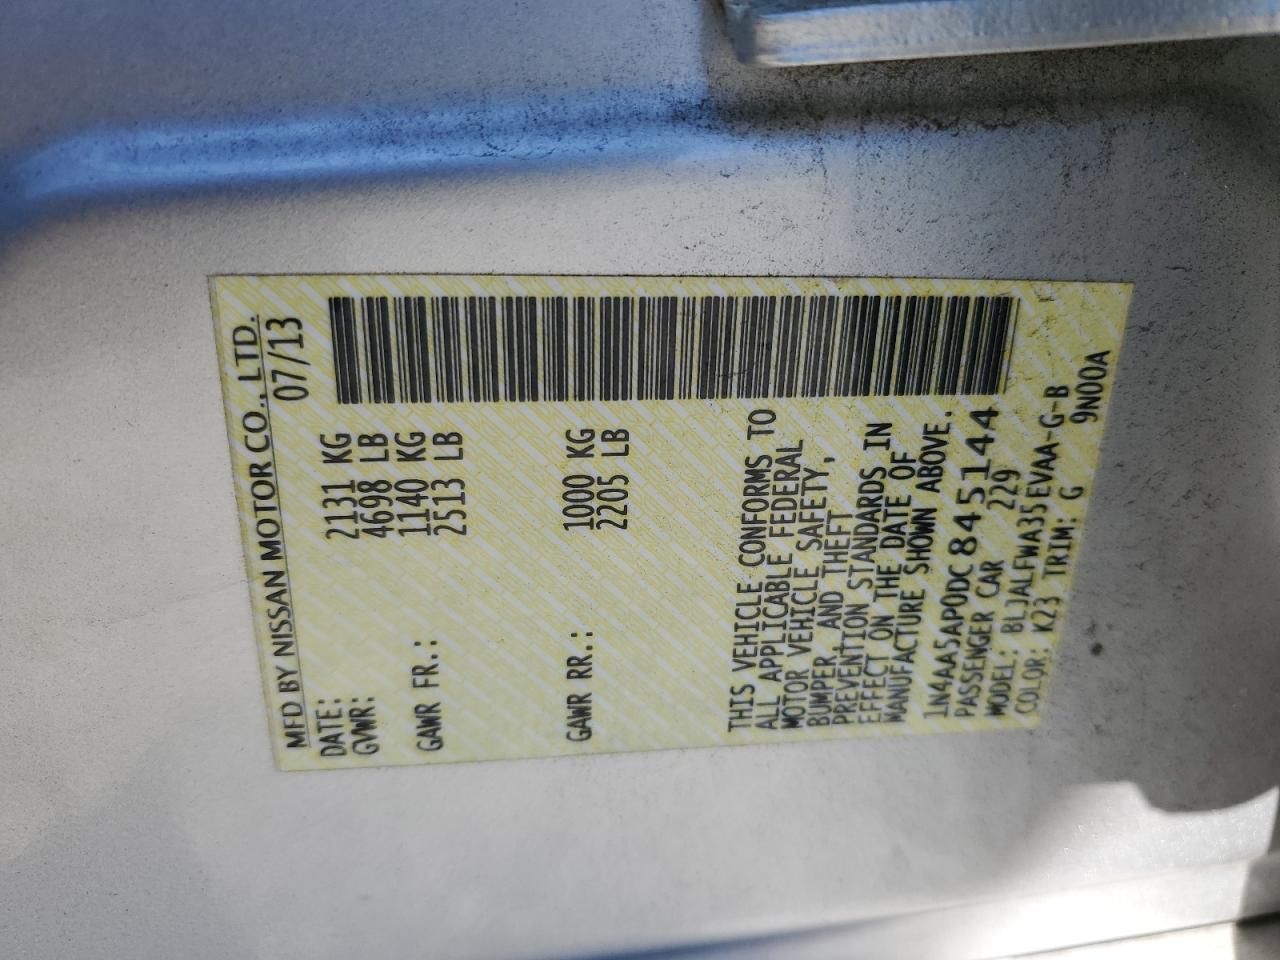 MFD BY NISSAN MOTOR CO., LTD.
DATE: 07/13
GVWR: 2131 KG
4698 LB
GAWR FR.: 1140 KG
2513 LB
GAWR RR.: 1000 KG
2205 LB
THIS VEHICLE CONFORMS TO
ALL APPLICABLE FEDERAL
MOTOR VEHICLE SAFETY,
BUMPER, AND THEFT
PREVENTION STANDARDS IN
EFFECT ON THE DATE OF
MANUFACTURE SHOWN ABOVE.
1N4AA5AP0DC845144
PASSENGER CAR 229
MODEL: BLJALFWA35EVAA-G-B
COLOR: K23 TRIM: G 9N00A